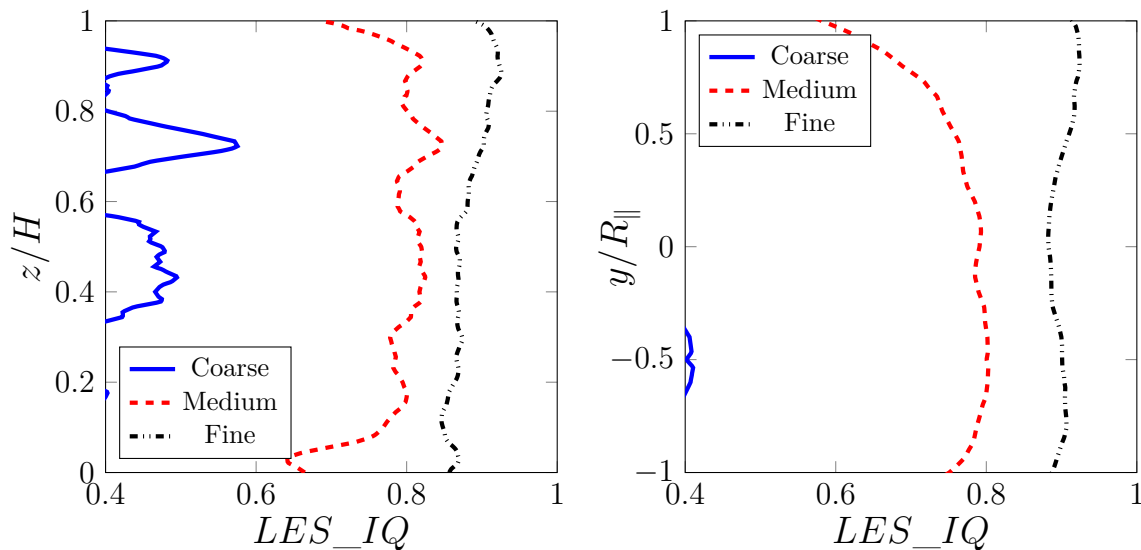 1
0.8
0.6
0.4
0.2
0
z/H
Coarse
Medium
Fine
0.4 0.6 0.8 1
LES_IQ
1
0.5
0
−0.5
−1
y/R∥
Coarse
Medium
Fine
0.4 0.6 0.8 1
LES_IQ